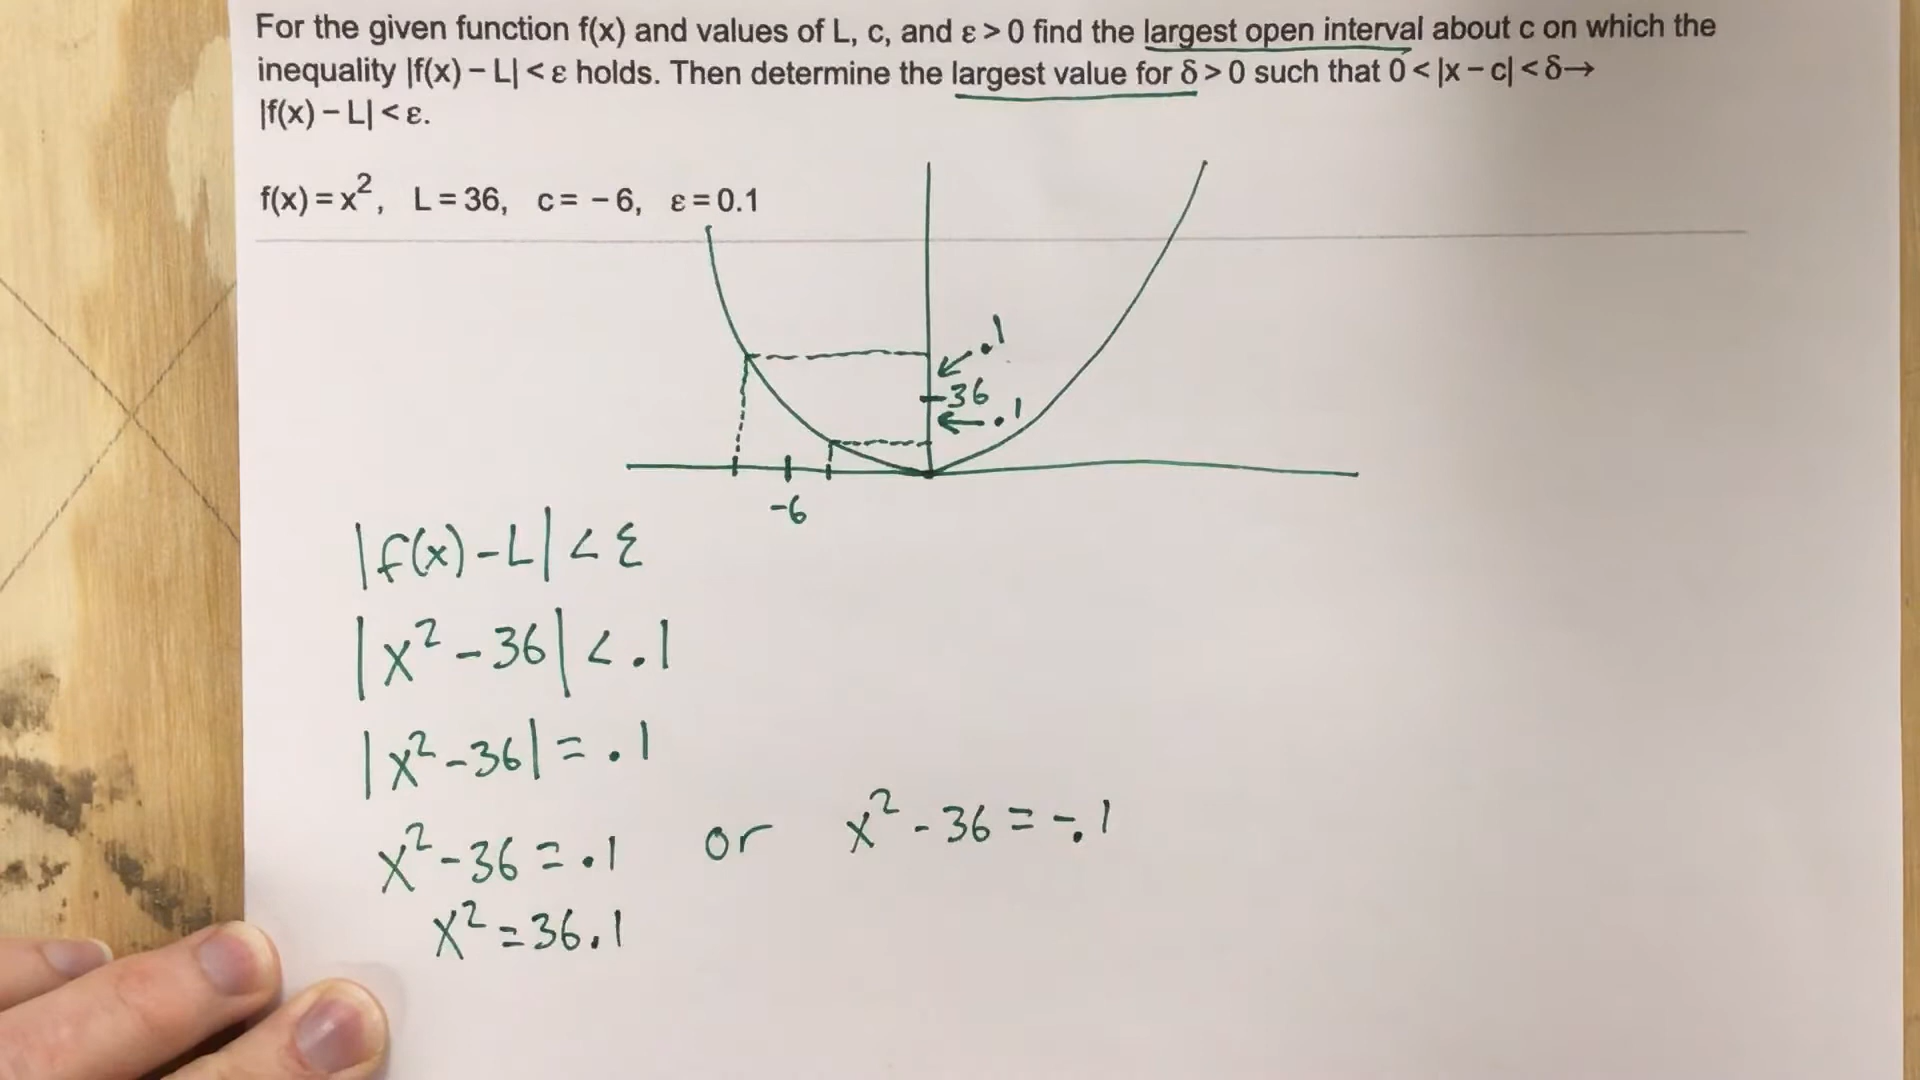 For the given function f(x) and values of L, c, and ε > 0 find the largest open interval about c on which the
inequality |f(x) − L| < ε holds. Then determine the largest value for δ > 0 such that 0 < |x − c| < δ→
|f(x) − L| < ε.
f(x) = x², L = 36, c = − 6, ε = 0.1
.1
36
.1
-6
|f(x)-L| < ε
|x² - 36| < .1
|x² - 36| = .1
x² - 36 = .1 or x² - 36 = -.1
x² = 36.1